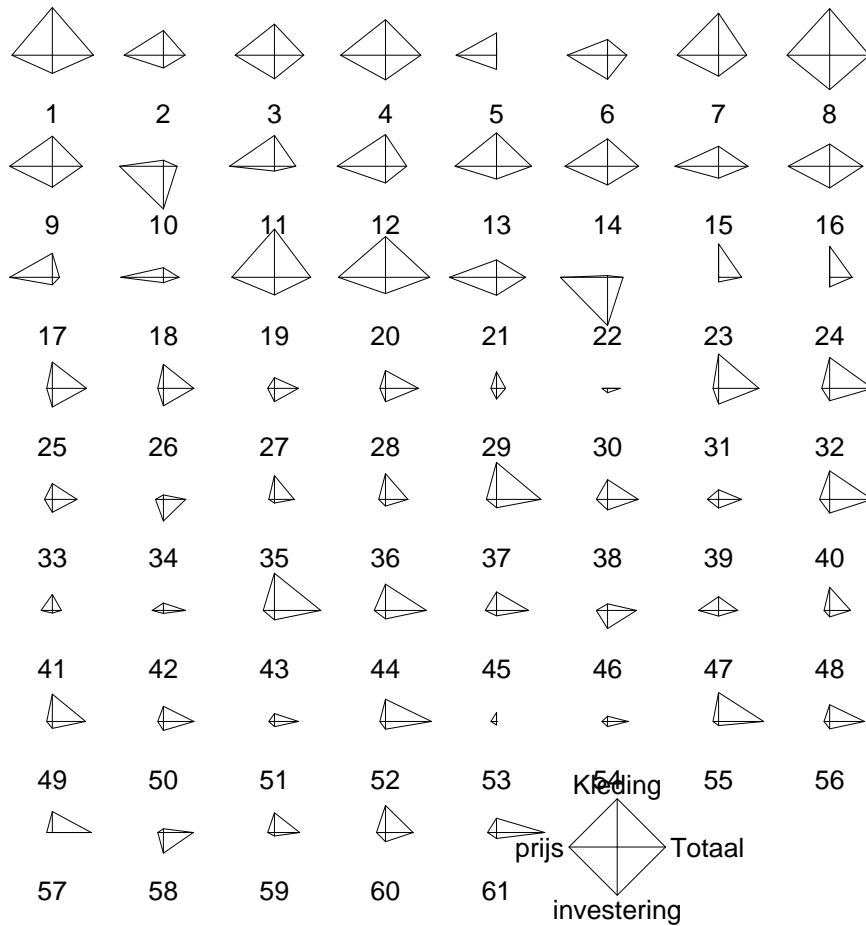 1 2 3 4 5 6 7 8
9 10 11 12 13 14 15 16
17 18 19 20 21 22 23 24
25 26 27 28 29 30 31 32
33 34 35 36 37 38 39 40
41 42 43 44 45 46 47 48
49 50 51 52 53 54 55 56
Kleding
prijs Totaal
57 58 59 60 61
investering